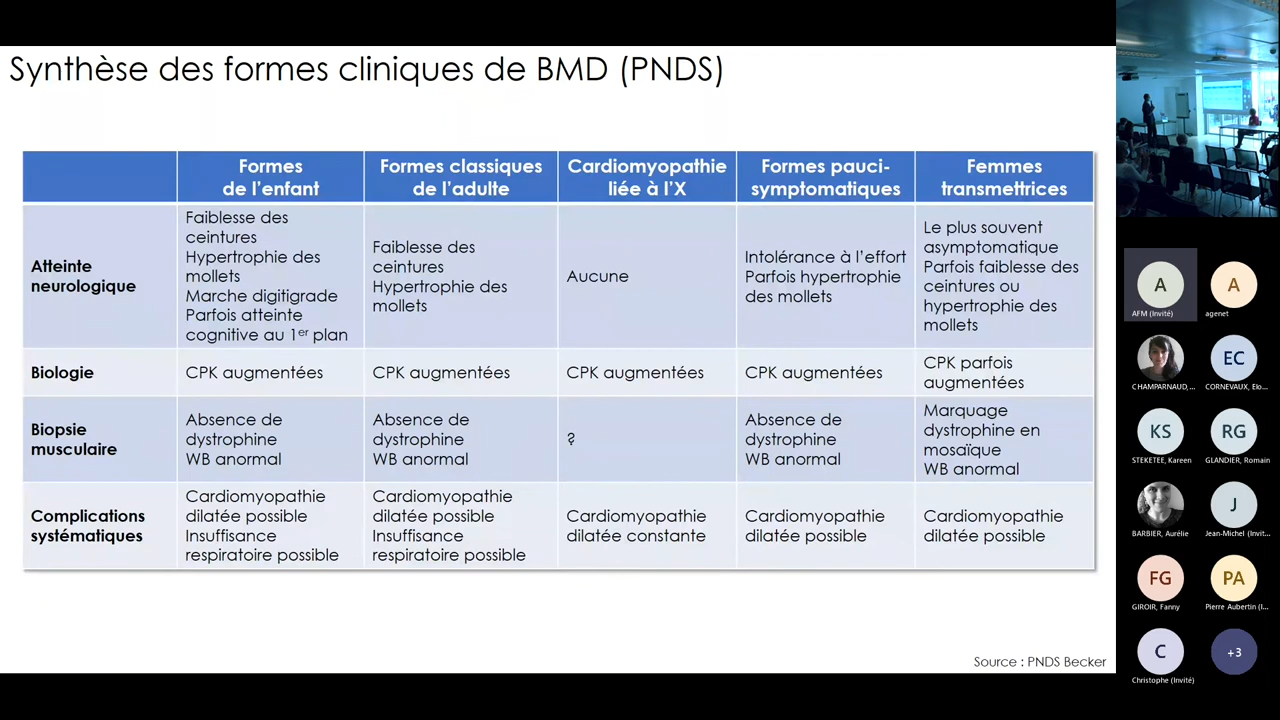 Synthèse des formes cliniques de BMD (PNDS)
Formes
de l'enfant
Formes classiques
de l'adulte
Cardiomyopathie
liée à l'X
Formes pauci-
symptomatiques
Femmes
transmettrices
Atteinte
neurologique
Faiblesse des
ceintures
Hypertrophie des
mollets
Marche digitigrade
Parfois atteinte
cognitive au 1er plan
Faiblesse des
ceintures
Hypertrophie des
mollets
Aucune
Intolérance à l'effort
Parfois hypertrophie
des mollets
Le plus souvent
asymptomatique
Parfois faiblesse des
ceintures ou
hypertrophie des
mollets
Biologie
CPK augmentées
CPK augmentées
CPK augmentées
CPK augmentées
CPK parfois
augmentées
Biopsie
musculaire
Absence de
dystrophine
WB anormal
Absence de
dystrophine
WB anormal
?
Absence de
dystrophine
WB anormal
Marquage
dystrophine en
mosaïque
WB anormal
Complications
systématiques
Cardiomyopathie
dilatée possible
Insuffisance
respiratoire possible
Cardiomyopathie
dilatée possible
Insuffisance
respiratoire possible
Cardiomyopathie
dilatée constante
Cardiomyopathie
dilatée possible
Cardiomyopathie
dilatée possible
Source : PNDS Becker
A
AFM (Invité)
A
agenet
CHAMPARNAUD,...
EC
CORNEVAUX, Elo...
KS
STEKETEE, Kareen
RG
GLANDIER, Romain
BARBIER, Aurélie
J
Jean-Michel (Invit...
FG
GIROIR, Fanny
PA
Pierre Aubertin (I...
C
Christophe (Invité)
+3